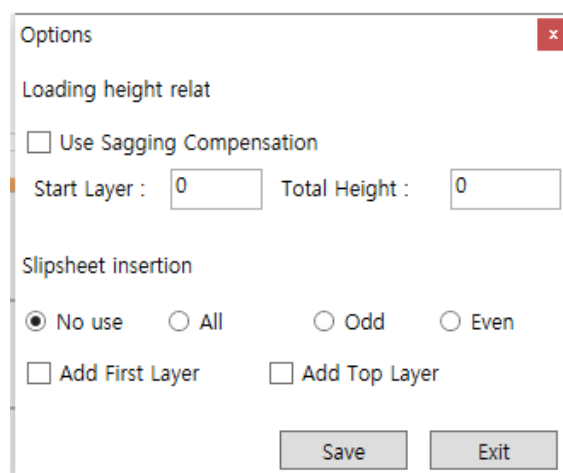 Options
x
Loading height relat
Use Sagging Compensation
Start Layer : 0 Total Height : 0
Slipsheet insertion
No use All Odd Even
Add First Layer Add Top Layer
Save Exit